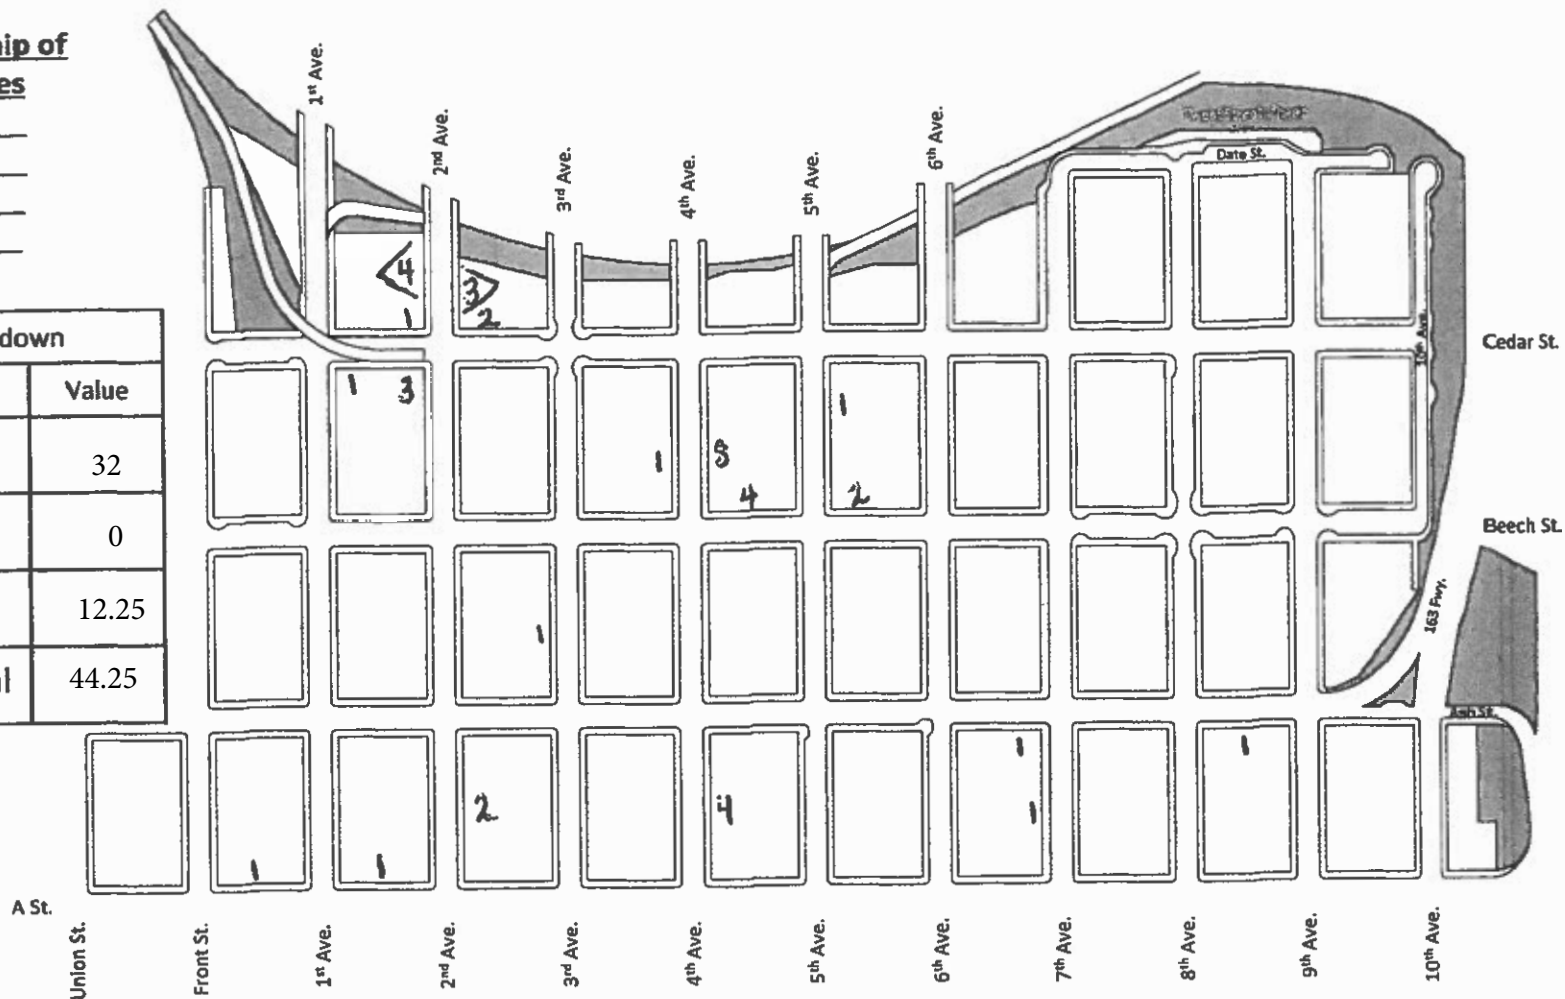 ip of
es
down
Value
32
0
12.25
l 44.25
1st Ave.
2nd Ave.
3rd Ave.
4th Ave.
5th Ave.
6th Ave.
Date St.
10th Ave.
Cedar St.
Beech St.
163 Fwy.
Ash St.
4
1
3
2
1 3
1
4
1
2
1
1
1
2
4
1
1
1
A St.
Union St.
Front St.
1st Ave.
2nd Ave.
3rd Ave.
4th Ave.
5th Ave.
6th Ave.
7th Ave.
8th Ave.
9th Ave.
10th Ave.